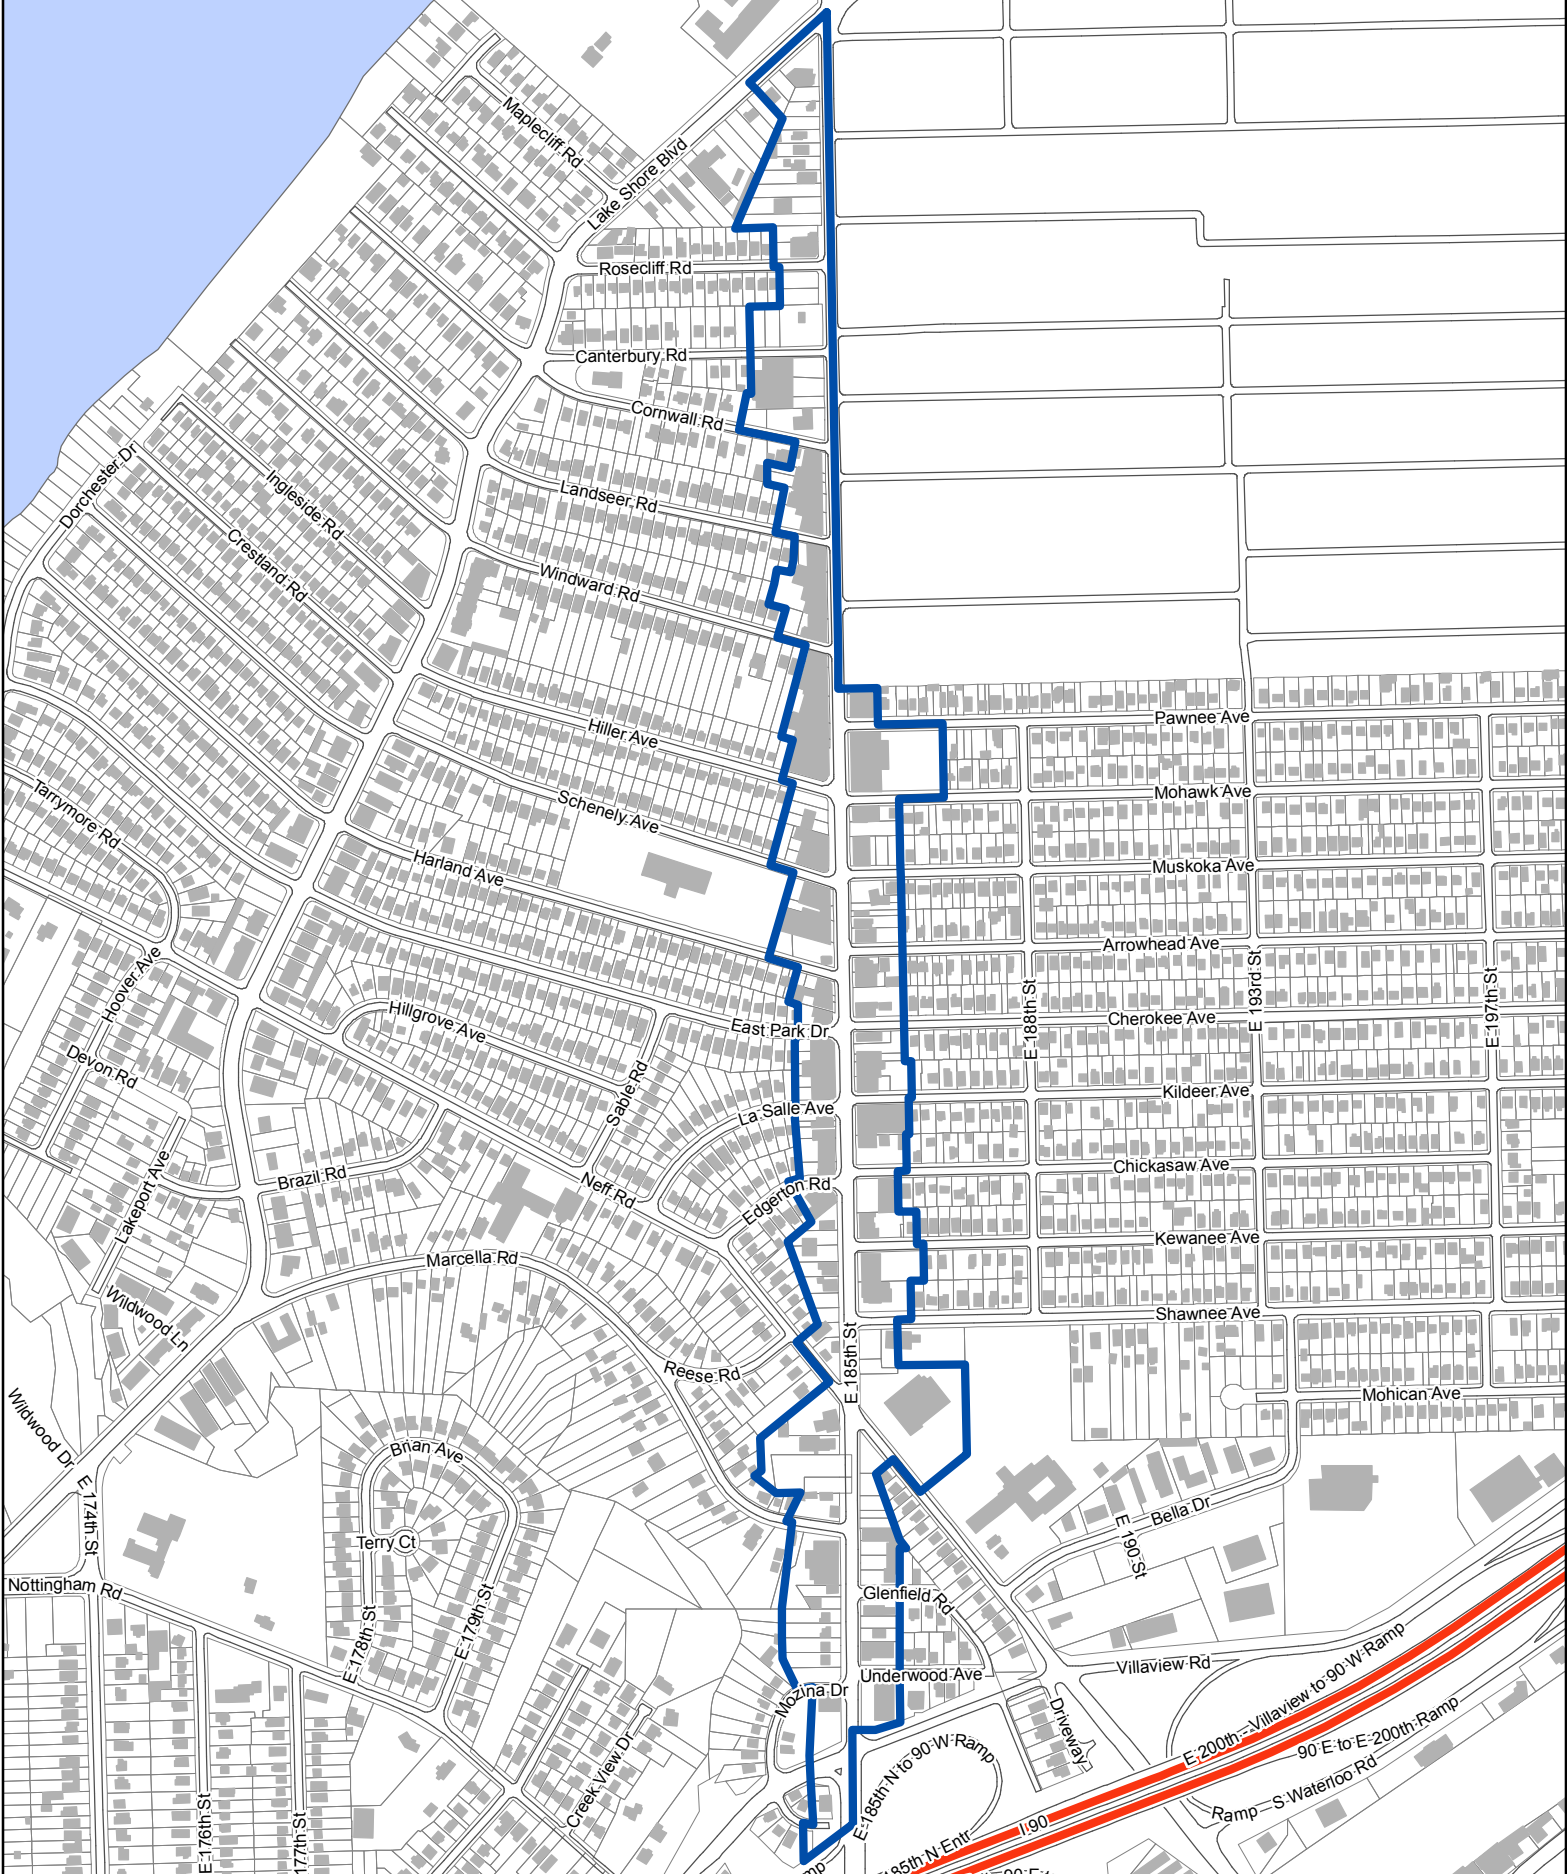 Maplecliff Rd
Lake Shore Blvd
Rosecliff Rd
Canterbury Rd
Cornwall Rd
Dorchester Dr
Ingleside Rd
Landseer Rd
Crestland Rd
Windward Rd
Pawnee Ave
Hiller Ave
Mohawk Ave
Schenely Ave
Tarrymore Rd
Harland Ave
Muskoka Ave
Arrowhead Ave
Hoover Ave
E 193rd St
E 197th St
E 188th St
Hillgrove Ave
East Park Dr
Cherokee Ave
Devon Rd
Sable Rd
Kildeer Ave
La Salle Ave
Chickasaw Ave
Brazil Rd
Neff Rd
Edgerton Rd
Lakeport Ave
Kewanee Ave
Marcella Rd
Wildwood Ln
Shawnee Ave
E 185th St
Reese Rd
Mohican Ave
Wildwood Dr
Brian Ave
E 174th St
Bella Dr
E 190 St
Terry Ct
Nottingham Rd
Glenfield Rd
E 178th St
E 179th St
Villaview Rd
Underwood Ave
Mozina Dr
Driveway
E 200th - Villaview to 90 W Ramp
90 E to E 200th Ramp
Creek View Dr
E 185th N to 90 W Ramp
Ramp - S Waterloo Rd
E 176th St
177th St
I 90
185th N Entr